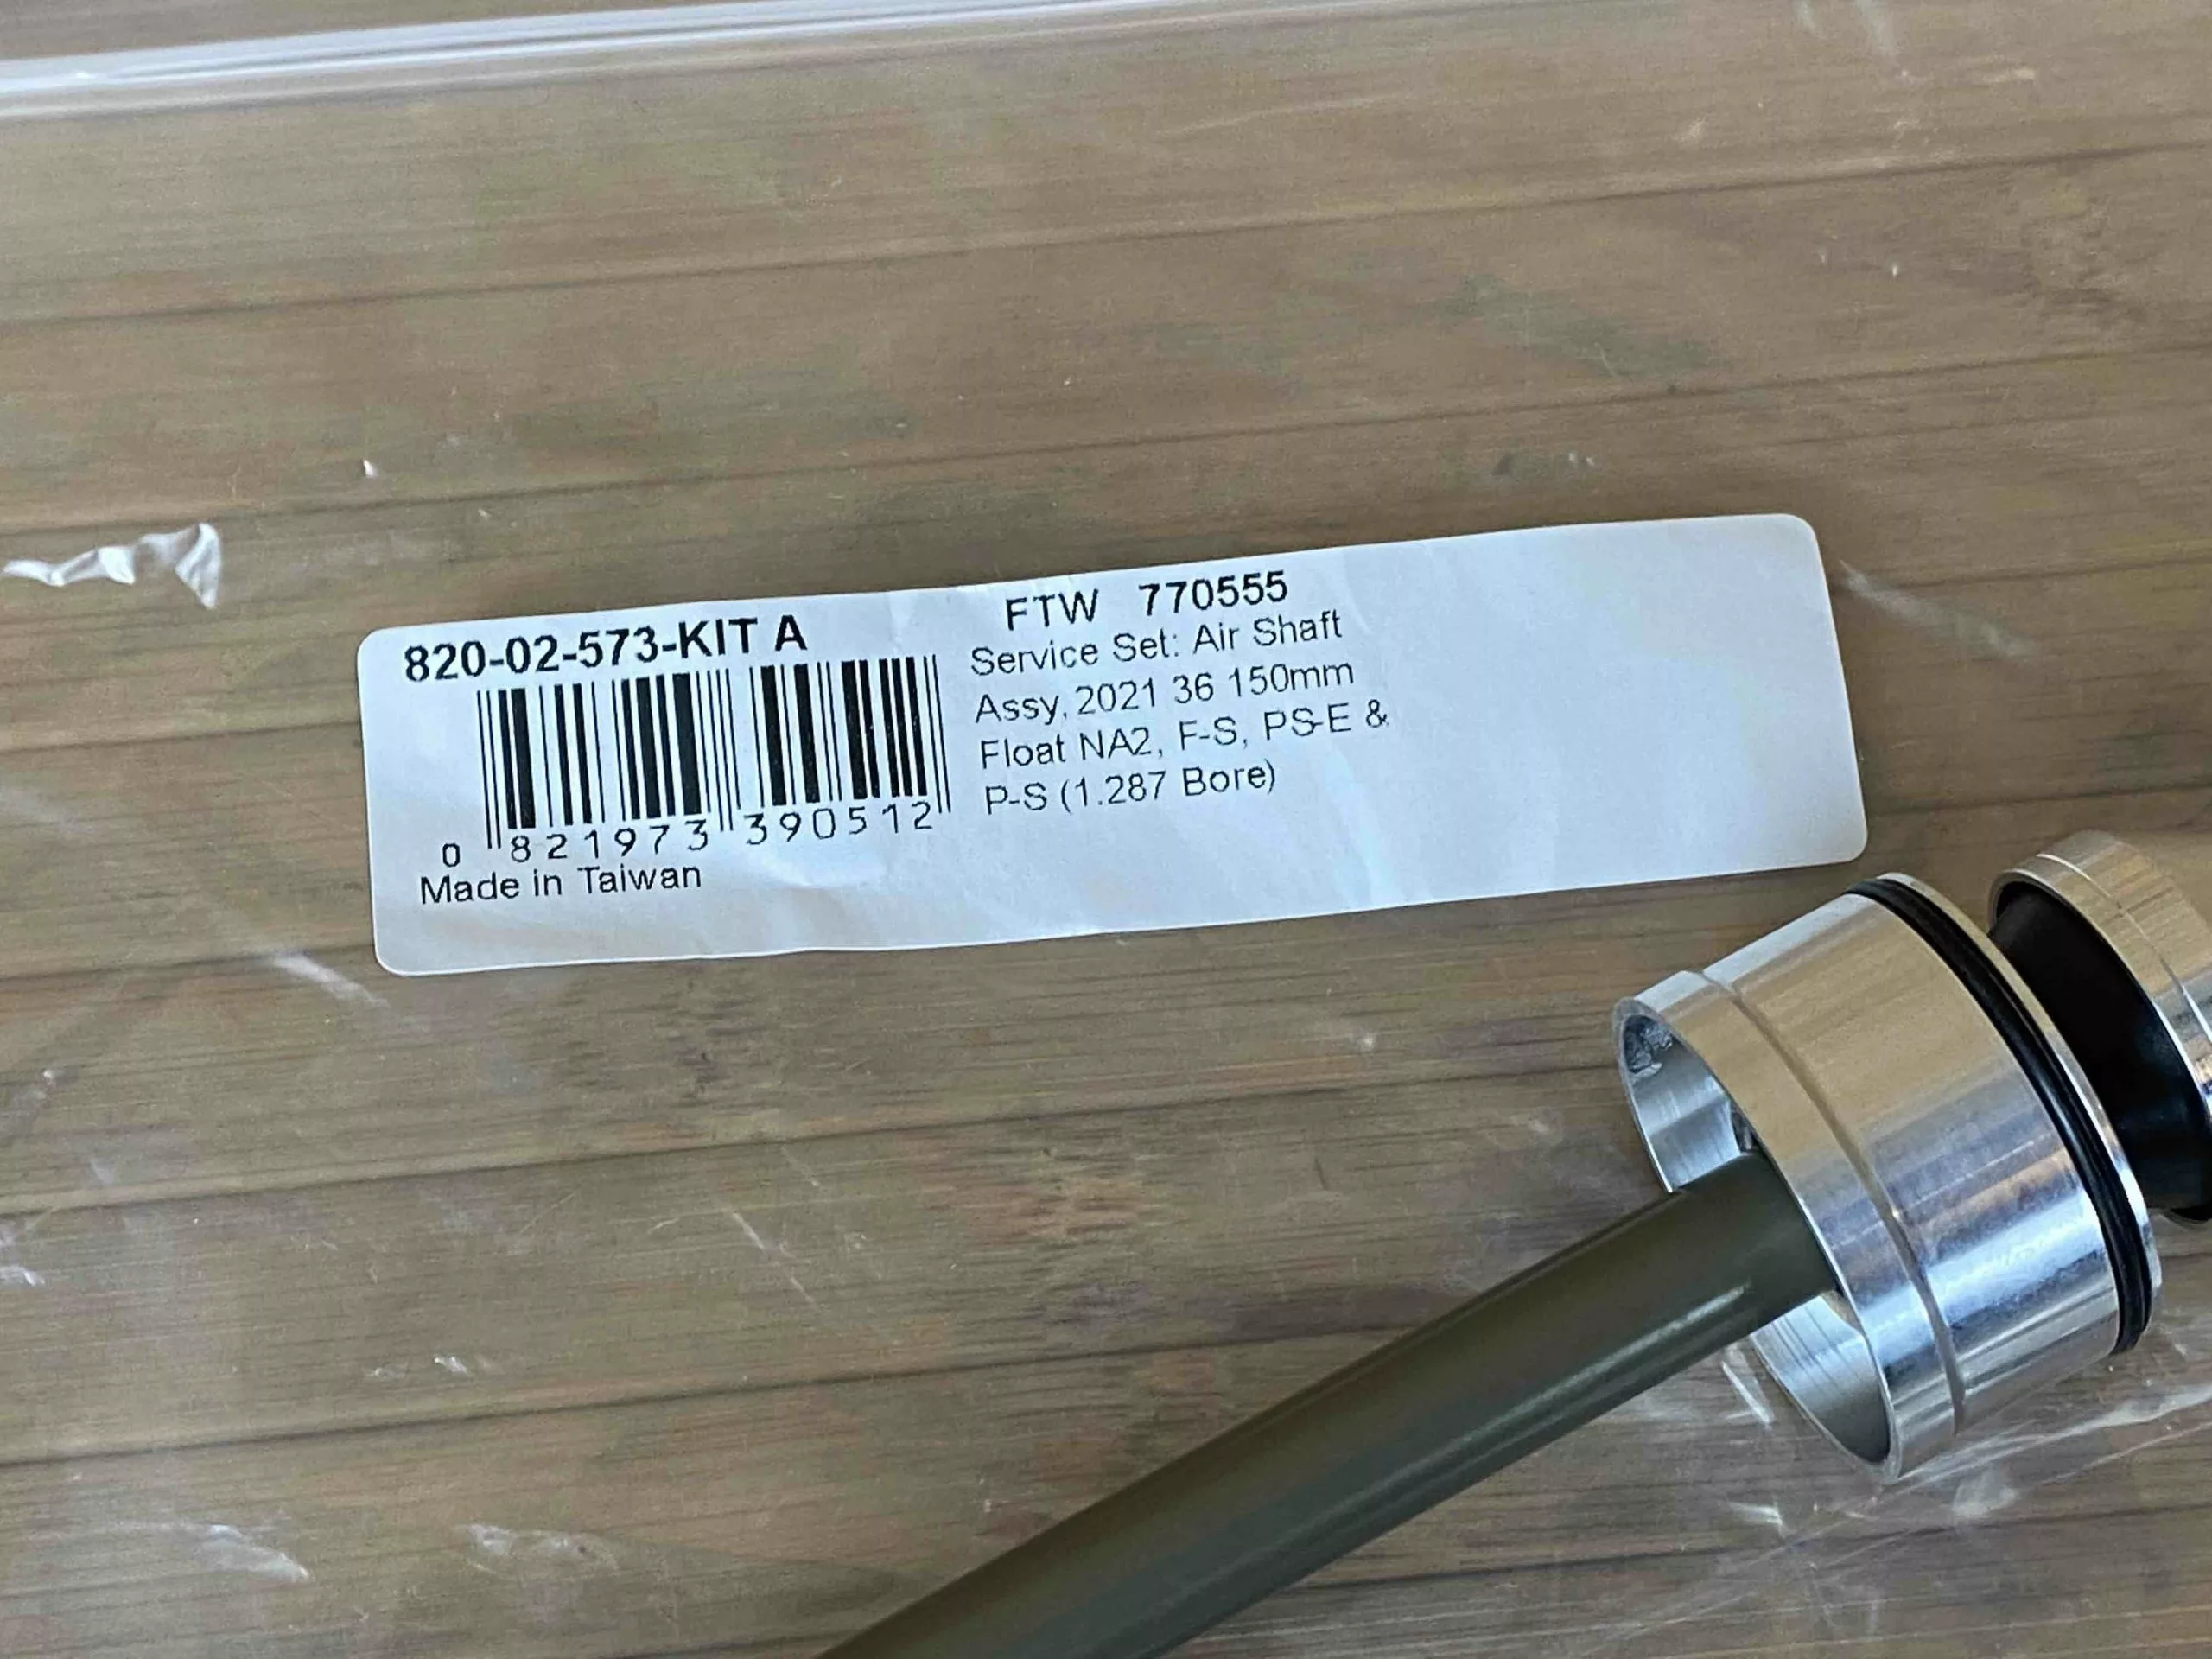 820-02-573-KIT A
0 821973 390512
Made in Taiwan
FTW 770555
Service Set: Air Shaft
Assy, 2021 36 150mm
Float NA2, F-S, PS-E &
P-S (1.287 Bore)